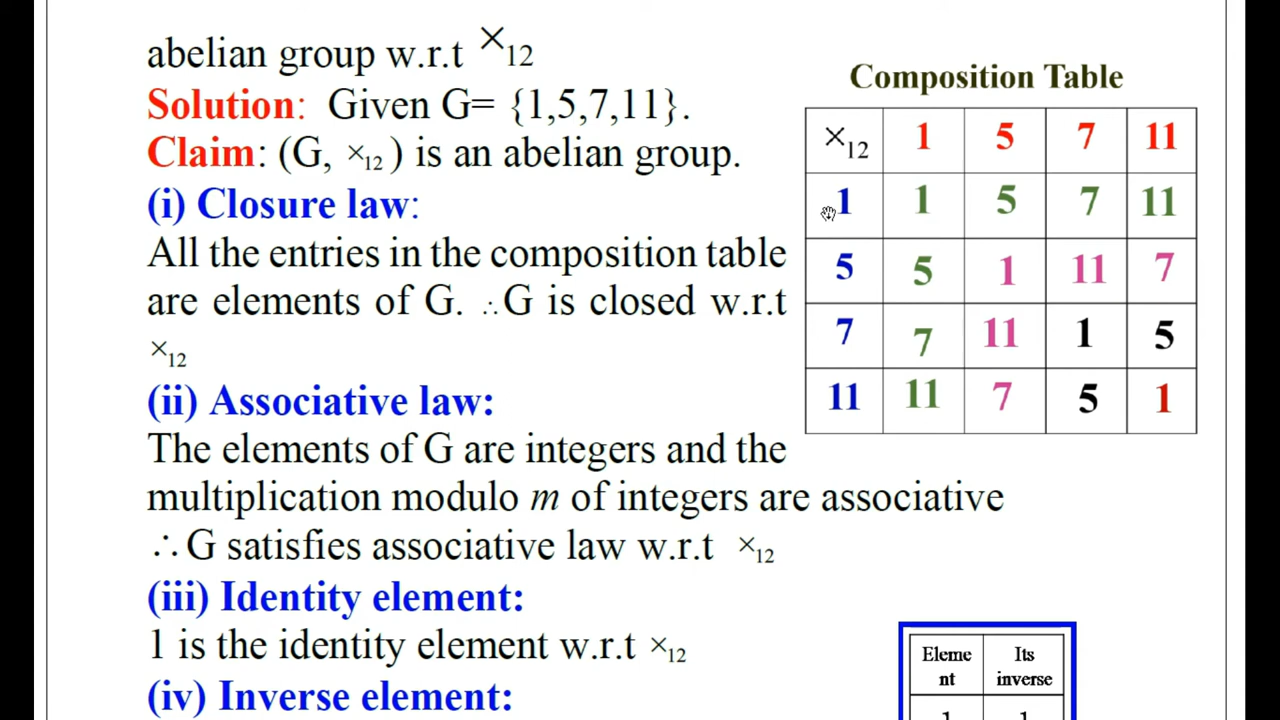 abelian group w.r.t ×12
Solution: Given G= {1,5,7,11}.
Claim: (G, ×12 ) is an abelian group.
(i) Closure law:
All the entries in the composition table
are elements of G. ∴G is closed w.r.t
×12
(ii) Associative law:
The elements of G are integers and the
multiplication modulo m of integers are associative
∴G satisfies associative law w.r.t ×12
(iii) Identity element:
1 is the identity element w.r.t ×12
(iv) Inverse element:
Composition Table
×12 1 5 7 11
1 1 5 7 11
5 5 1 11 7
7 7 11 1 5
11 11 7 5 1
Eleme Its
nt inverse
1 1